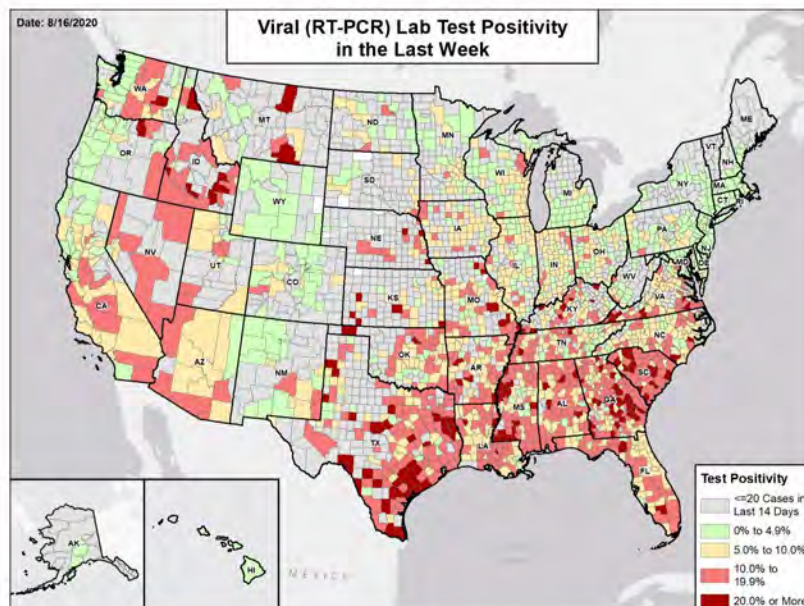 Date: 8/16/2020
Viral (RT-PCR) Lab Test Positivity
in the Last Week
WA
MT
ND
MN
ME
OR
ID
WY
SD
WI
MI
VT
NH
NY
MA
CT
RI
NV
UT
CO
NE
IA
IL
IN
OH
PA
NJ
MD
DE
CA
AZ
NM
KS
MO
KY
WV
VA
OK
AR
TN
NC
TX
LA
MS
AL
GA
SC
FL
AK
HI
MEXICO
Test Positivity
<=20 Cases in
Last 14 Days
0% to 4.9%
5.0% to 10.0%
10.0% to
19.9%
20.0% or More